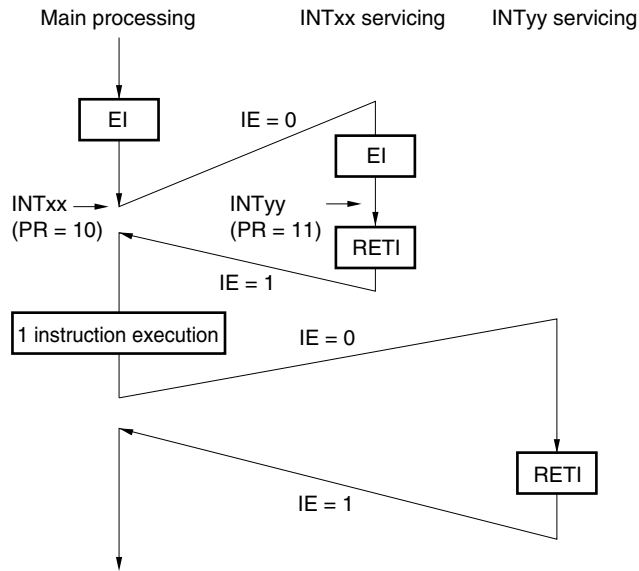 Main processing
INTxx servicing
INTyy servicing
EI
IE = 0
EI
INTxx
(PR = 10)
INTyy
(PR = 11)
RETI
IE = 1
1 instruction execution
IE = 0
RETI
IE = 1